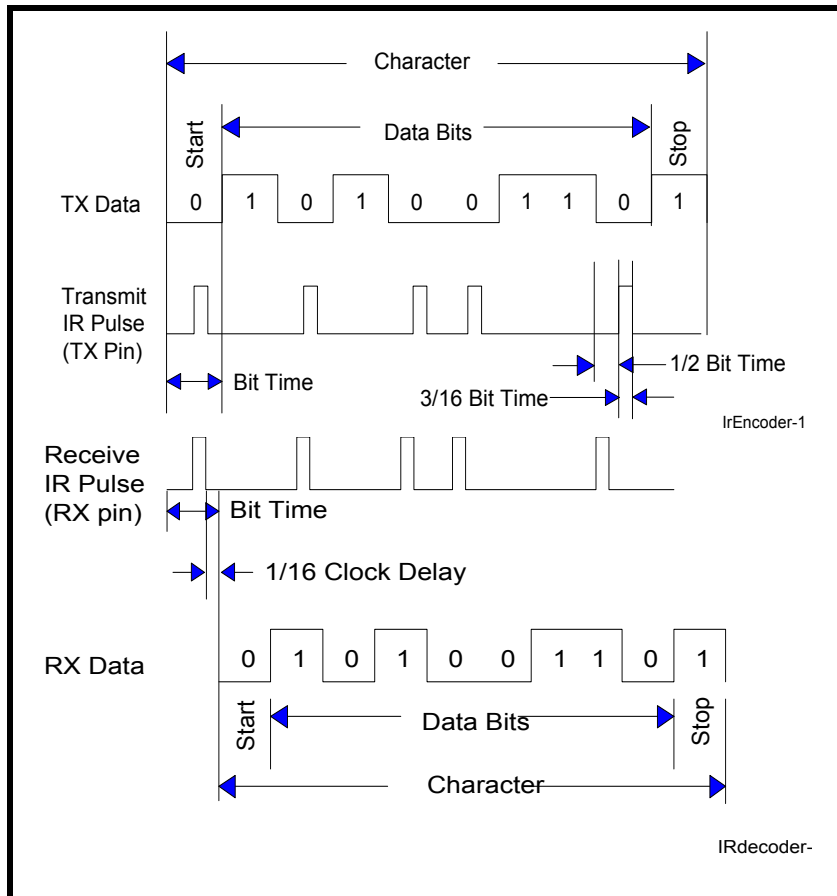 Character
Start
Data Bits
Stop
TX Data
0 1 0 1 0 0 1 1 0 1
Transmit
IR Pulse
(TX Pin)
Bit Time
1/2 Bit Time
3/16 Bit Time
IrEncoder-1
Receive
IR Pulse
(RX pin)
Bit Time
1/16 Clock Delay
RX Data
0 1 0 1 0 0 1 1 0 1
Start
Data Bits
Stop
Character
IRdecoder-